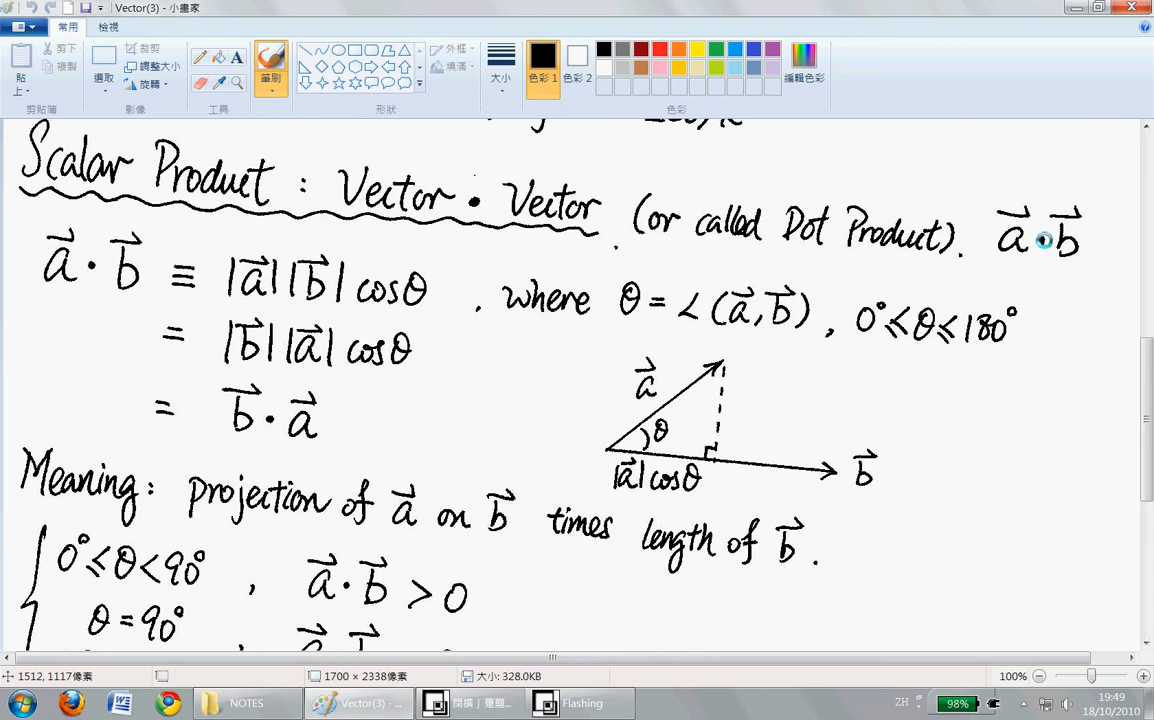 Vector(3) - 小畫家
常用 檢視
貼上 剪下 複製 選取 裁剪 調整大小 旋轉 筆刷 外框 填滿 大小 色彩 1 色彩 2 編輯色彩
剪貼簿 影像 工具 形狀 色彩
Scalar Product : Vector • Vector (or called Dot Product). a⃗ • b⃗
a⃗ · b⃗ ≡ |a⃗| |b⃗| cosθ , where θ = ∠ (a⃗, b⃗) , 0° ≤ θ ≤ 180°
= |b⃗| |a⃗| cosθ
= b⃗ · a⃗
a⃗
θ
|a⃗| cosθ
b⃗
Meaning: projection of a⃗ on b⃗ times length of b⃗ .
0° ≤ θ < 90° , a⃗ · b⃗ > 0
θ = 90°
1512, 1117像素 1700 × 2338像素 大小: 328.0KB 100%
NOTES Vector(3) - ... Flashing ZH 98% 19:49
18/10/2010